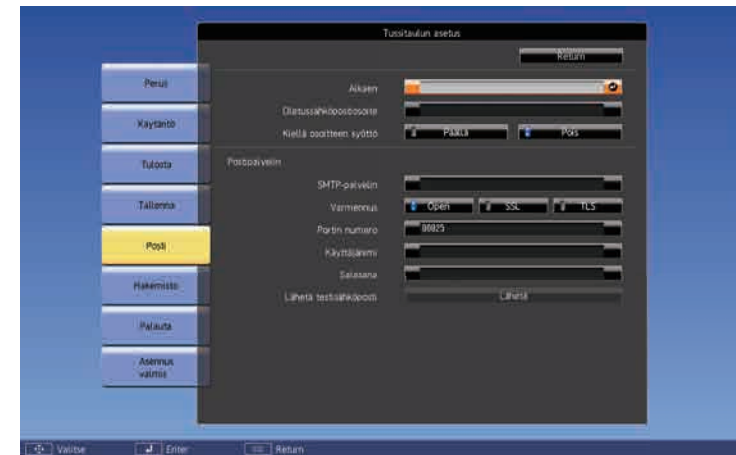 Tussitaulun asetus
Return
Perus
Käytäntö
Tulosta
Tallenna
Posti
Hakemisto
Palauta
Asennus
valmis
Alkaen
Oletussähköpostiosoite
Kiellä osoitteen syöttö
Päällä
Pois
Postipalvelin
SMTP-palvelin
Varmennus
Open
SSL
TLS
Portin numero
00025
Käyttäjänimi
Salasana
Lähetä testisähköposti
Lähetä
Valitse
Enter
Return